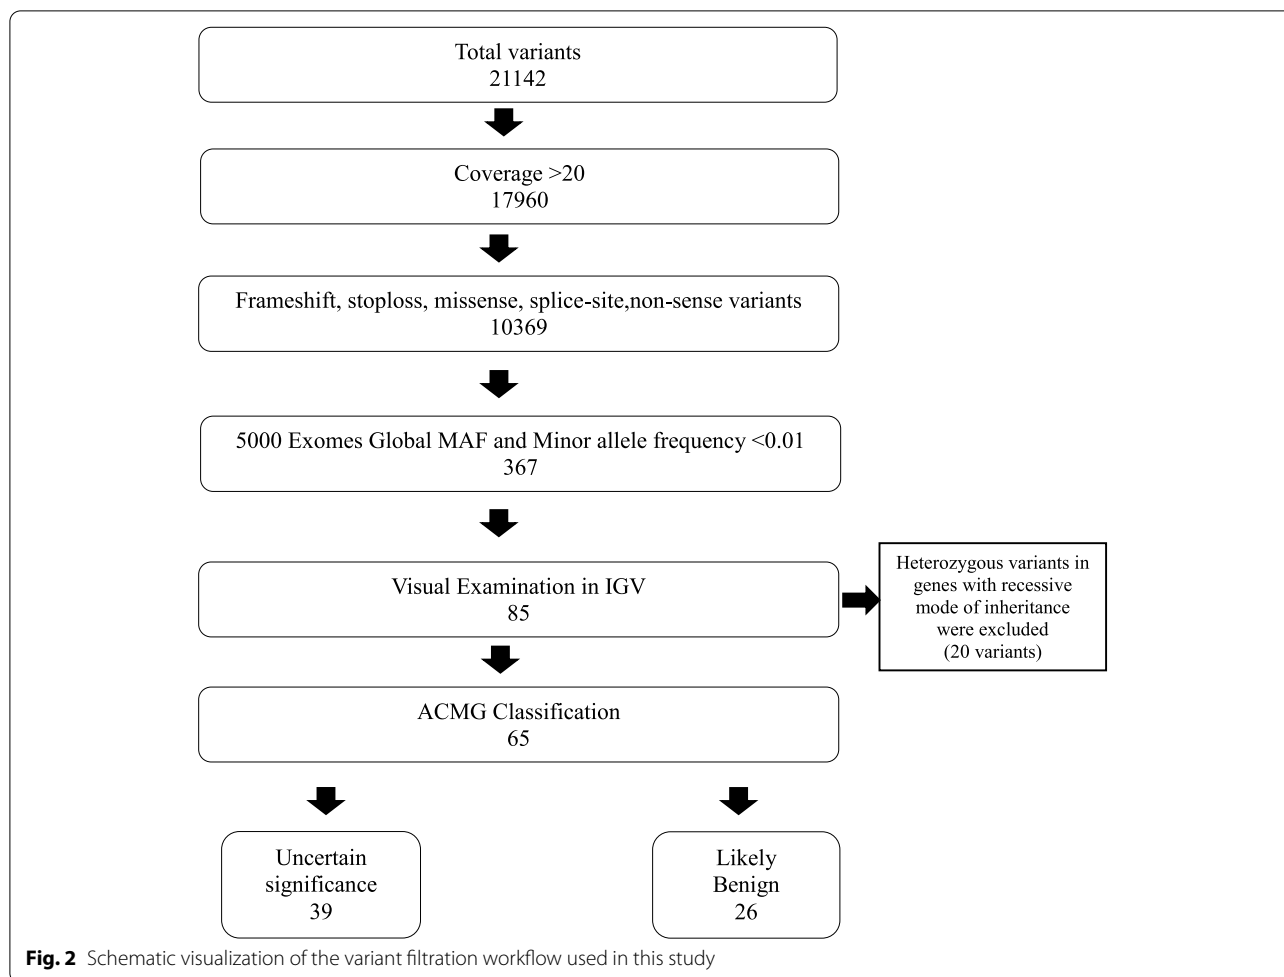 Total variants
21142
Coverage >20
17960
Frameshift, stoploss, missense, splice-site,non-sense variants
10369
5000 Exomes Global MAF and Minor allele frequency <0.01
367
Visual Examination in IGV
85
Heterozygous variants in
genes with recessive
mode of inheritance
were excluded
(20 variants)
ACMG Classification
65
Uncertain
significance
39
Likely
Benign
26
Fig. 2 Schematic visualization of the variant filtration workflow used in this study